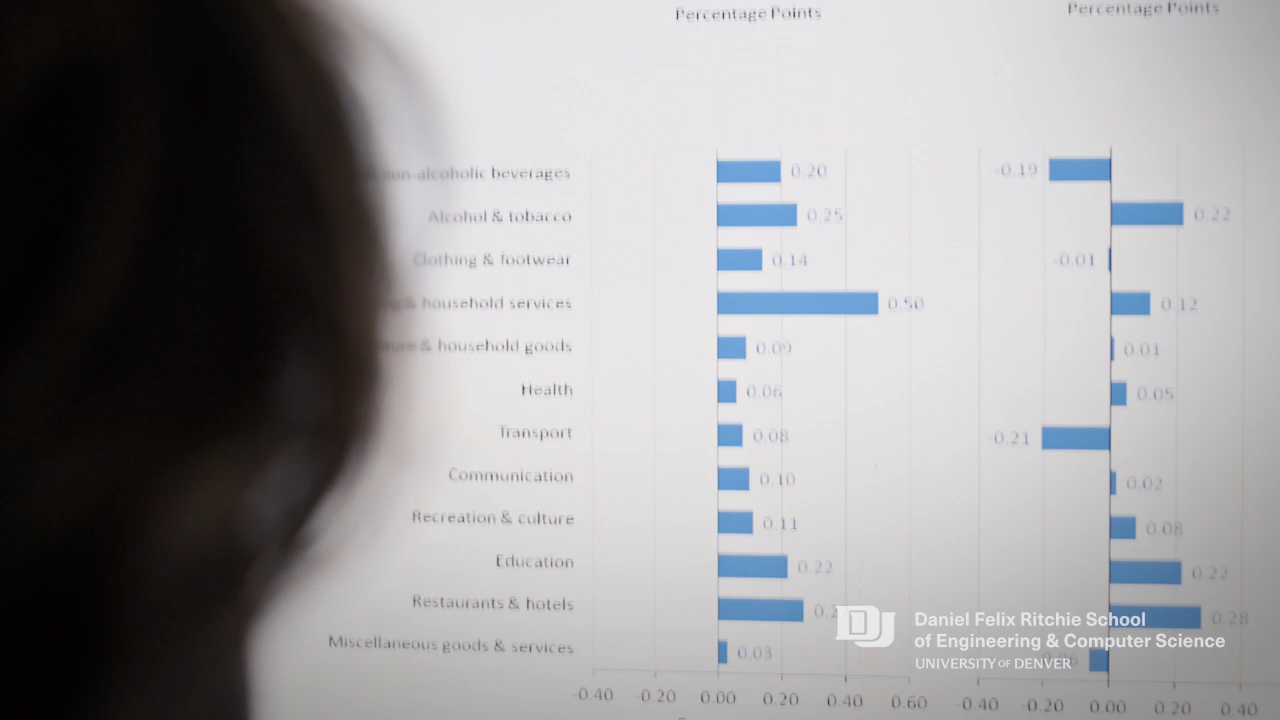 Percentage Points Percentage Points
non-alcoholic beverages 0.20 -0.19
Alcohol & tobacco 0.25 0.22
Clothing & footwear 0.14 -0.01
& household services 0.50 0.12
& household goods 0.09 0.01
Health 0.06 0.05
Transport 0.08 -0.21
Communication 0.10 0.02
Recreation & culture 0.11 0.08
Education 0.22 0.22
Restaurants & hotels 0.28
Miscellaneous goods & services 0.03
-0.40 -0.20 0.00 0.20 0.40 0.60 -0.40 -0.20 0.00 0.20 0.40
DU
Daniel Felix Ritchie School
of Engineering & Computer Science
UNIVERSITY OF DENVER